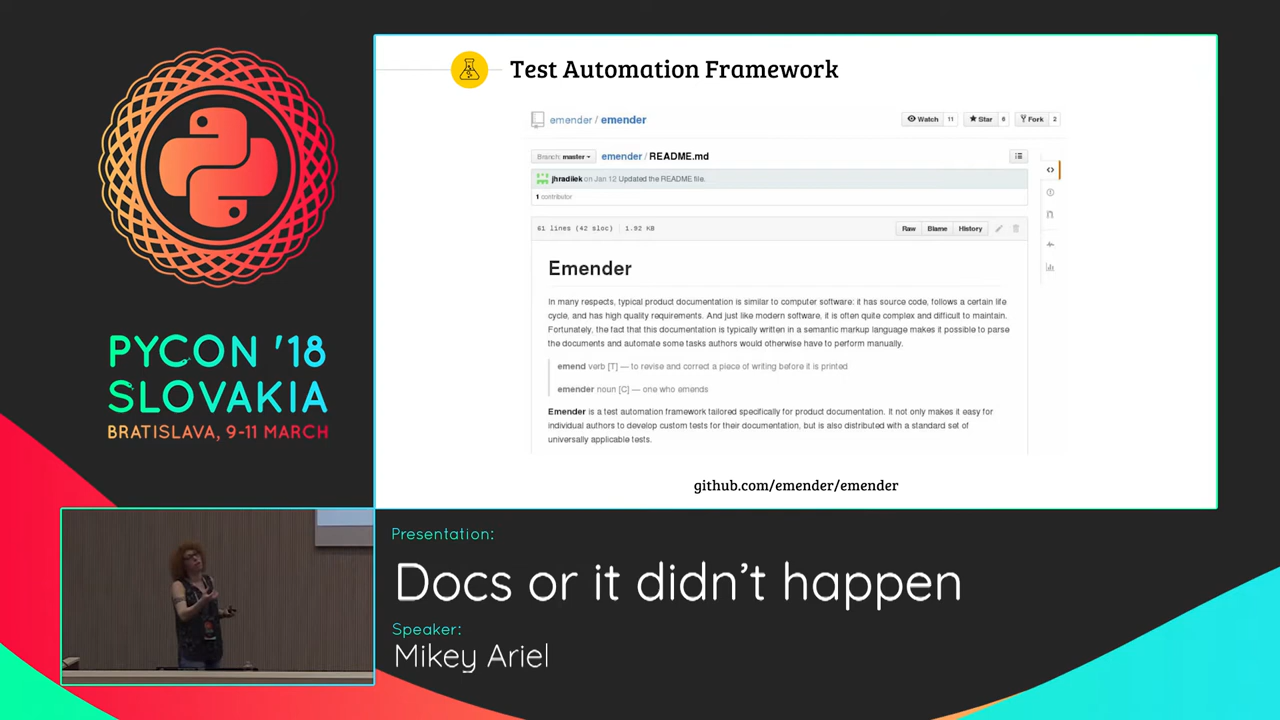 PYCON '18
SLOVAKIA
BRATISLAVA, 9-11 MARCH
Test Automation Framework
emender / emender
Watch 11 Star 6 Fork 2
Branch: master emender / README.md
jhradilek on Jan 12 Updated the README file.
1 contributor
61 lines (42 sloc) 1.92 KB
Raw Blame History
Emender
In many respects, typical product documentation is similar to computer software: it has source code, follows a certain life
cycle, and has high quality requirements. And just like modern software, it is often quite complex and difficult to maintain.
Fortunately, the fact that this documentation is typically written in a semantic markup language makes it possible to parse
the documents and automate some tasks authors would otherwise have to perform manually.
emend verb [T] — to revise and correct a piece of writing before it is printed
emender noun [C] — one who emends
Emender is a test automation framework tailored specifically for product documentation. It not only makes it easy for
individual authors to develop custom tests for their documentation, but is also distributed with a standard set of
universally applicable tests.
github.com/emender/emender
Presentation:
Docs or it didn't happen
Speaker:
Mikey Ariel